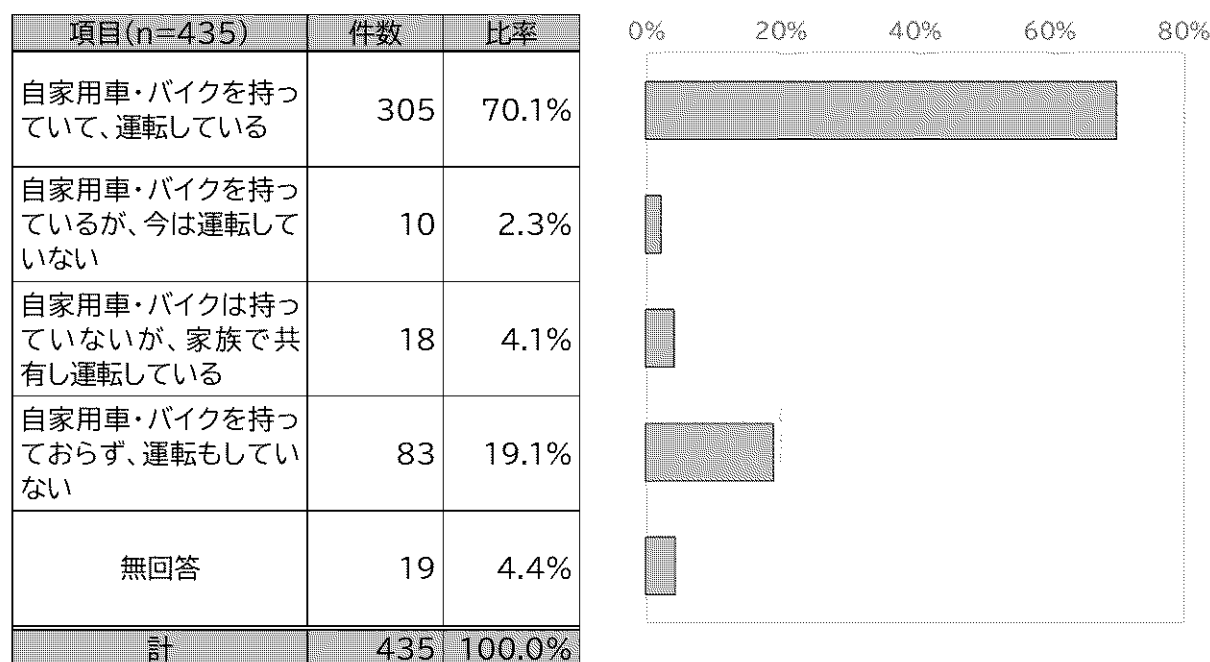 項目(n=435) 件数 比率
自家用車・バイクを持っ
ていて、運転している
305 70.1%
自家用車・バイクを持っ
ているが、今は運転して
いない
10 2.3%
自家用車・バイクは持っ
ていないが、家族で共
有し運転している
18 4.1%
自家用車・バイクを持っ
ておらず、運転もしてい
ない
83 19.1%
無回答 19 4.4%
計 435 100.0%
0% 20% 40% 60% 80%